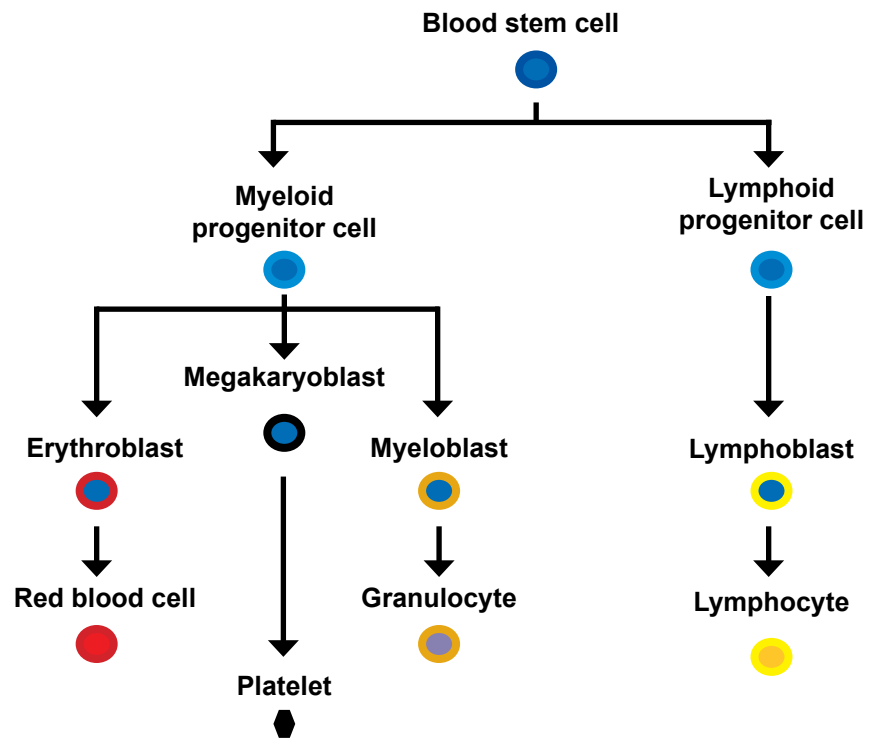 Blood stem cell
Myeloid
progenitor cell
Lymphoid
progenitor cell
Megakaryoblast
Erythroblast
Myeloblast
Lymphoblast
Red blood cell
Granulocyte
Lymphocyte
Platelet